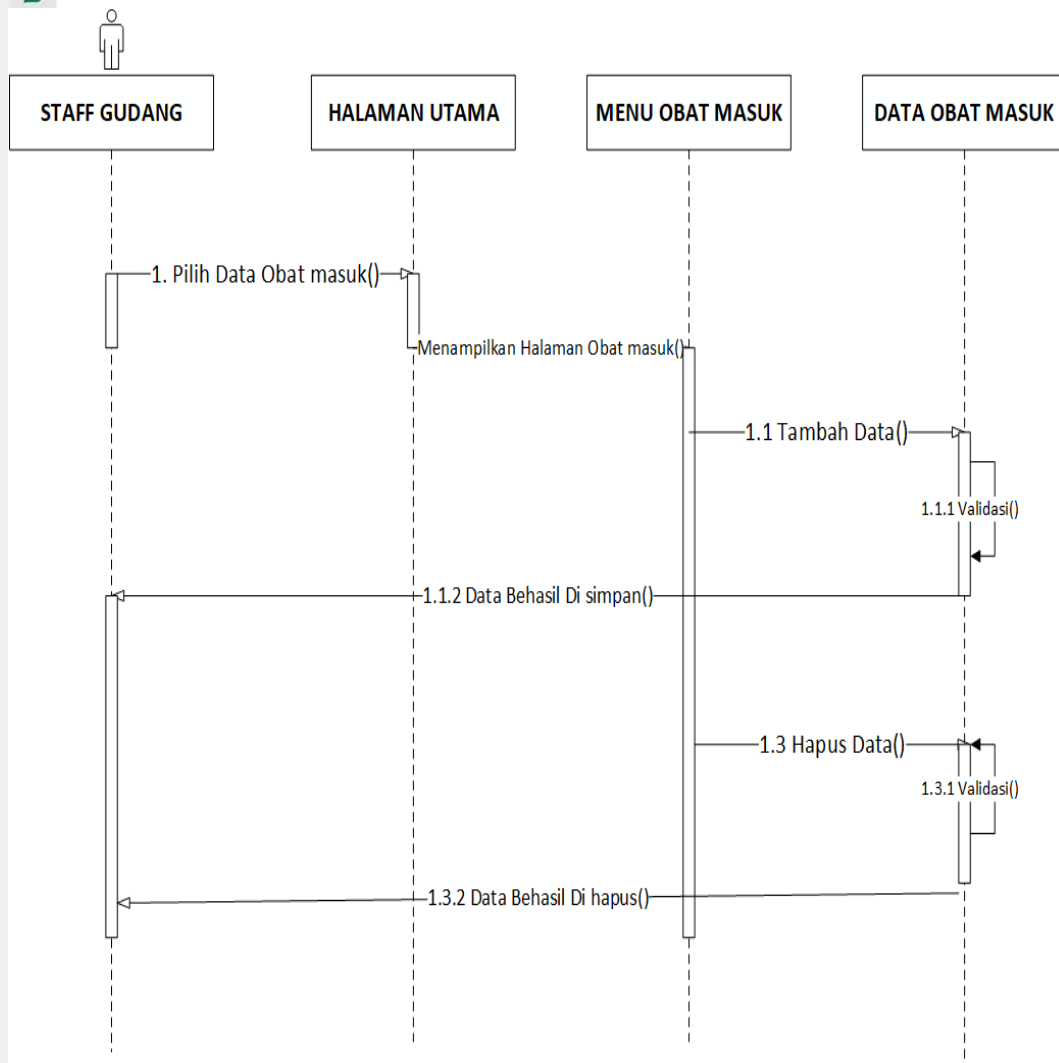 STAFF GUDANG
HALAMAN UTAMA
MENU OBAT MASUK
DATA OBAT MASUK
1. Pilih Data Obat masuk()
Menampilkan Halaman Obat masuk()
1.1 Tambah Data()
1.1.1 Validasi()
1.1.2 Data Behasil Di simpan()
1.3 Hapus Data()
1.3.1 Validasi()
1.3.2 Data Behasil Di hapus()